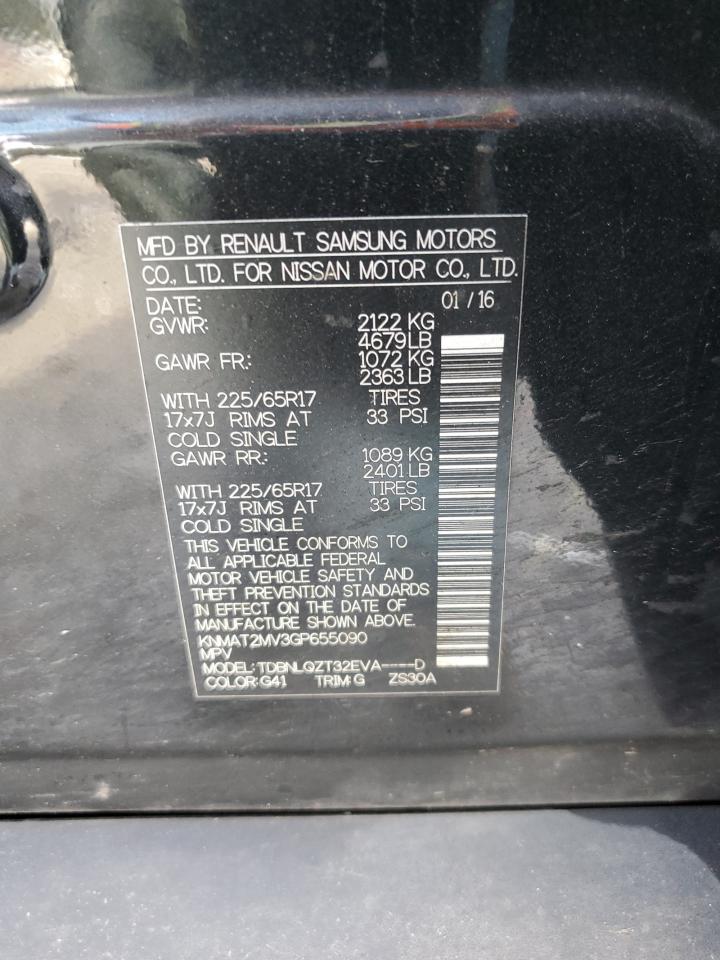 MFD BY RENAULT SAMSUNG MOTORS
CO., LTD. FOR NISSAN MOTOR CO., LTD.
DATE: 01 / 16
GVWR: 2122 KG
4679 LB
GAWR FR.: 1072 KG
2363 LB
WITH 225/65R17 TIRES
17x7J RIMS AT 33 PSI
COLD SINGLE
GAWR RR.: 1089 KG
2401 LB
WITH 225/65R17 TIRES
17x7J RIMS AT 33 PSI
COLD SINGLE
THIS VEHICLE CONFORMS TO
ALL APPLICABLE FEDERAL
MOTOR VEHICLE SAFETY AND
THEFT PREVENTION STANDARDS
IN EFFECT ON THE DATE OF
MANUFACTURE SHOWN ABOVE.
KNMAT2MV3GP655090
MPV
MODEL: TDBNLQZT32EVA----D
COLOR: G41 TRIM: G ZS30A